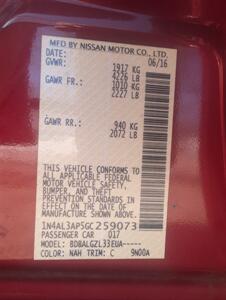 MFD BY NISSAN MOTOR CO., LTD.
DATE: 06/16
GVWR: 1917 KG
4226 LB
GAWR FR.: 1010 KG
2227 LB
GAWR RR.: 940 KG
2072 LB
THIS VEHICLE CONFORMS TO ALL
APPLICABLE U.S. FEDERAL MOTOR
VEHICLE SAFETY, BUMPER, AND
THEFT PREVENTION STANDARDS
IN EFFECT ON THE DATE OF
MANUFACTURE SHOWN ABOVE.
1N4AL3AP5GC259073
PASSENGER CAR 017
MODEL: BDBALGZL33EUA-----
COLOR: NAH TRIM: C 9N00A